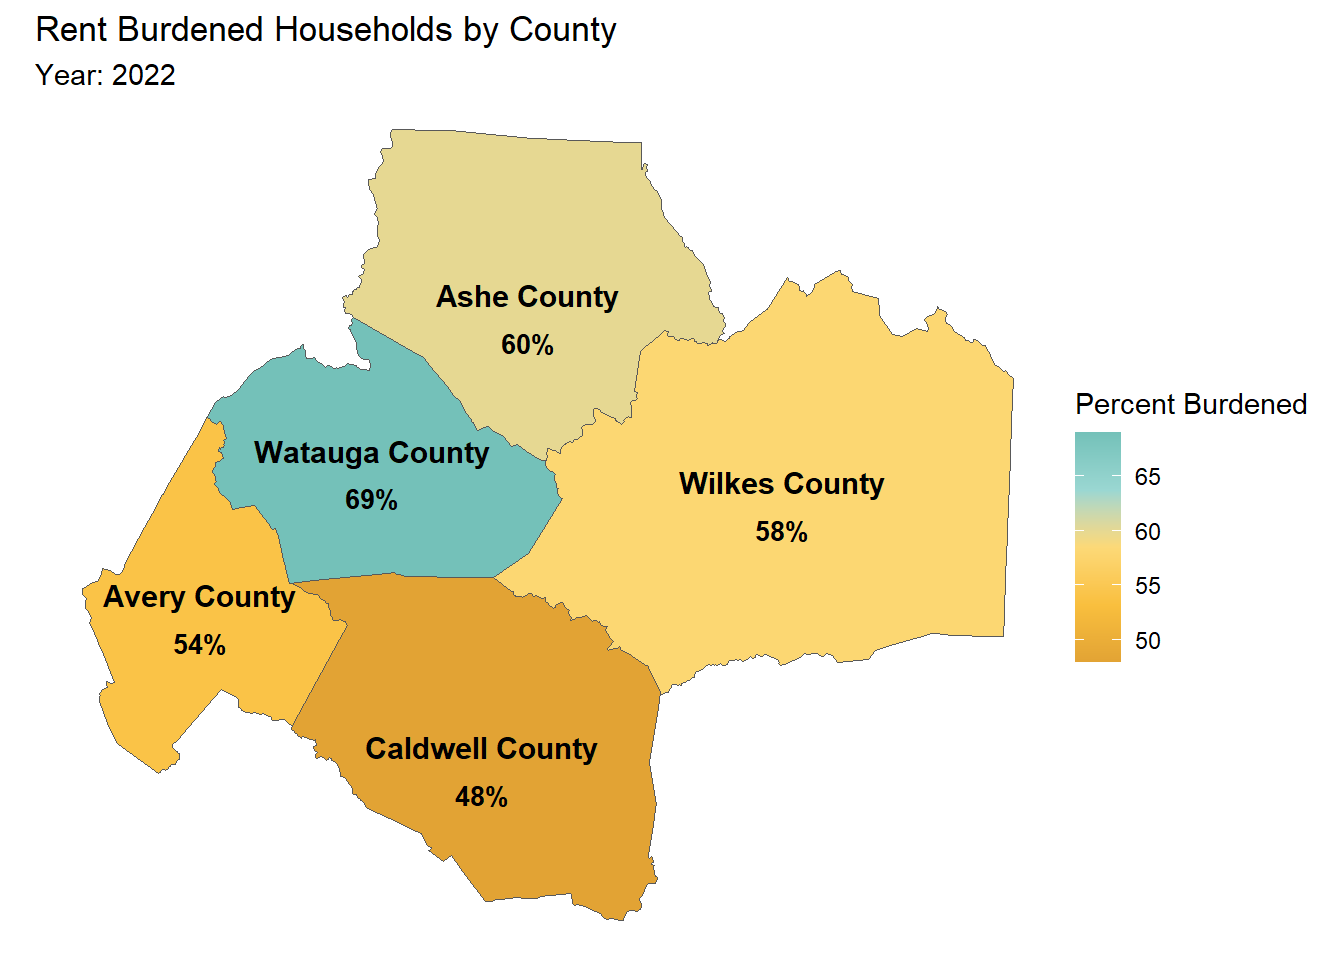 Rent Burdened Households by County
Year: 2022
Ashe County
60%
Watauga County
69%
Wilkes County
58%
Avery County
54%
Caldwell County
48%
Percent Burdened
65
60
55
50